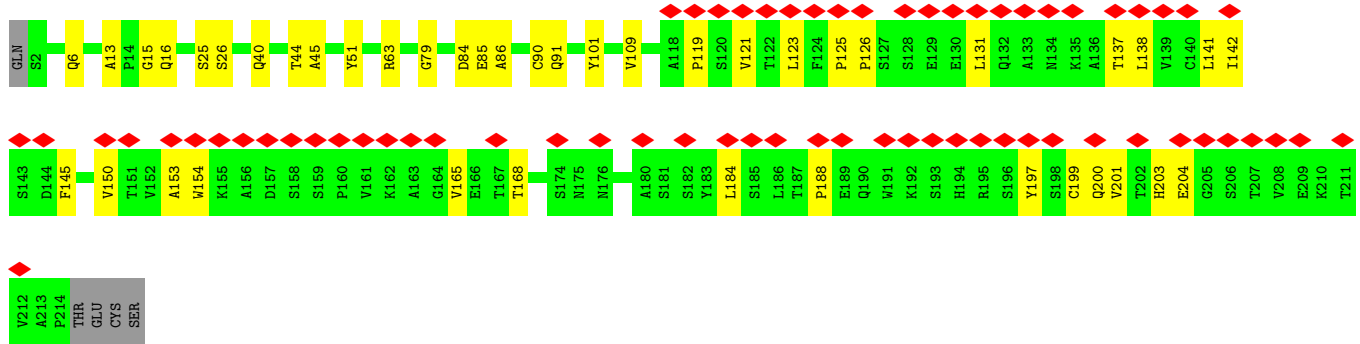 GLN S2 Q6 A13 P14 G15 Q16 S25 S26 Q40 T44 A45 Y51 R63 G79 D84 E85 A86 C90 Q91 Y101 V109 A118 P119 S120 V121 T122 L123 F124 P125 P126 S127 S128 E129 E130 L131 Q132 A133 N134 K135 A136 T137 L138 V139 C140 L141 I142
S143 D144 F145 V150 T151 V152 A153 W154 K155 A156 D157 S158 S159 P160 V161 K162 A163 G164 V165 E166 T167 T168 S174 N175 N176 A180 S181 S182 Y183 L184 S185 L186 T187 P188 E189 Q190 W191 K192 S193 H194 R195 S196 Y197 S198 C199 Q200 V201 T202 H203 E204 G205 S206 T207 V208 E209 K210 T211
V212 A213 P214 THR GLU CYS SER